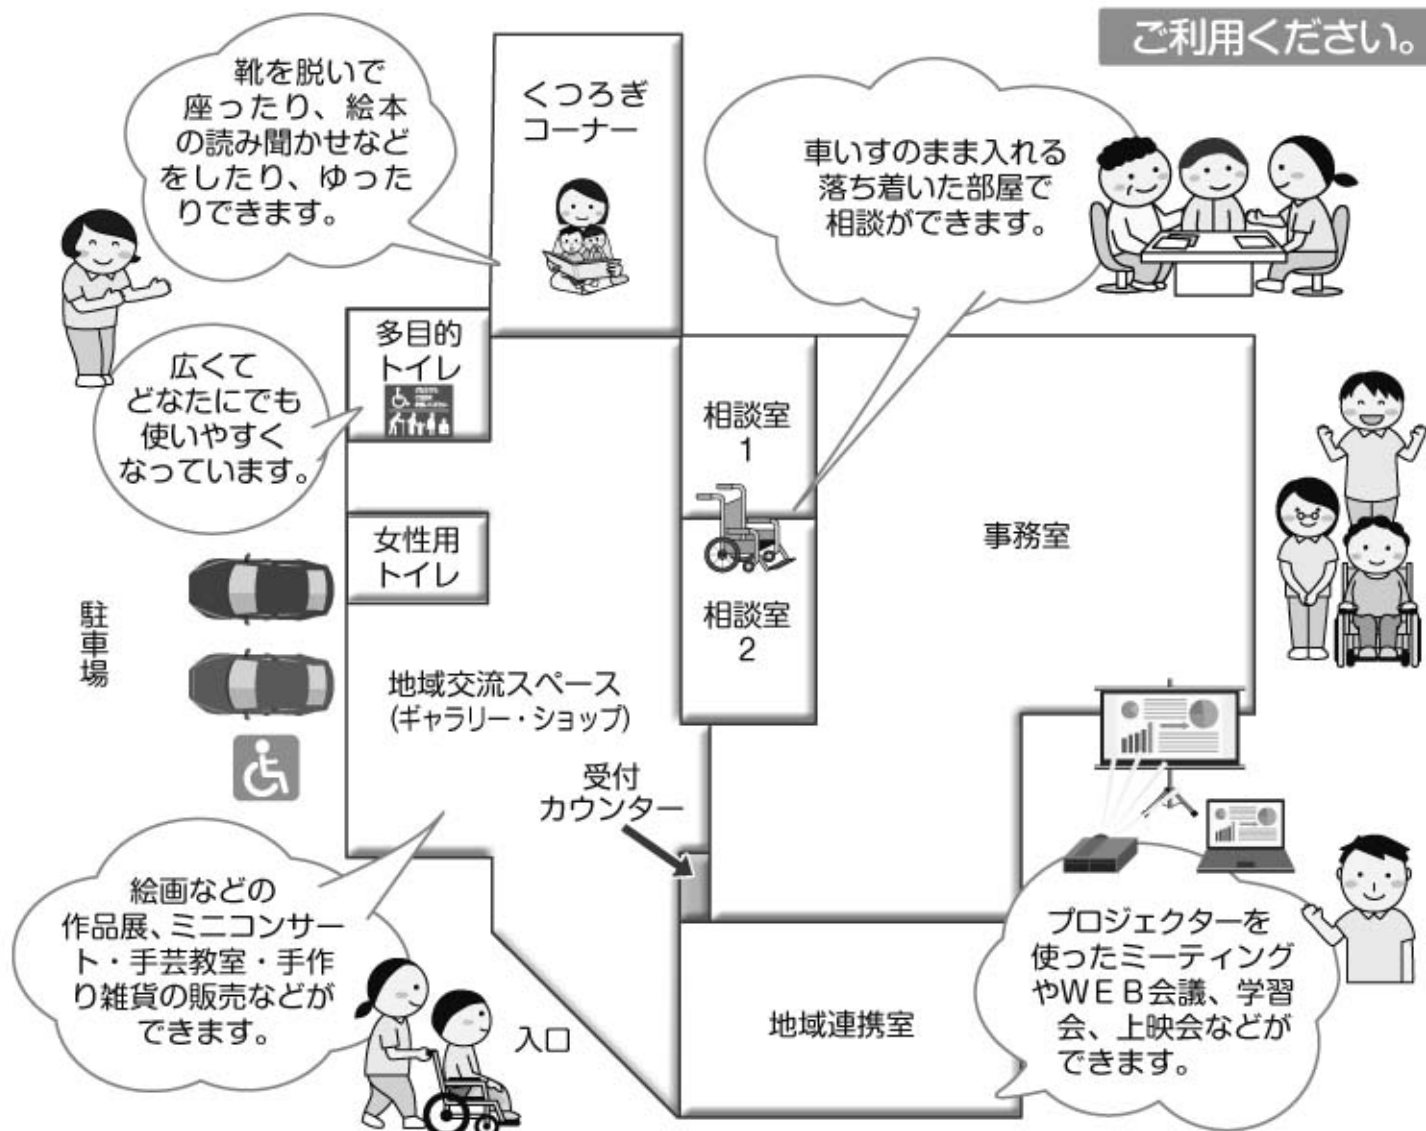 ご利用ください。
靴を脱いで
座ったり、絵本
の読み聞かせなど
をしたり、ゆった
りできます。
くつろぎ
コーナー
車いすのまま入れる
落ち着いた部屋で
相談ができます。
多目的
トイレ
広くて
どなたにでも
使いやすく
なっています。
相談室
1
女性用
トイレ
事務室
相談室
2
駐車場
地域交流スペース
(ギャラリー・ショップ)
受付
カウンター
絵画などの
作品展、ミニコンサー
ト・手芸教室・手作
り雑貨の販売などが
できます。
入口
地域連携室
プロジェクターを
使ったミーティング
やWEB会議、学習
会、上映会などが
できます。